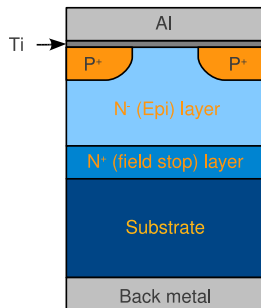 Al
Ti
P⁺ P⁺
N⁻ (Epi) layer
N⁺ (field stop) layer
Substrate
Back metal